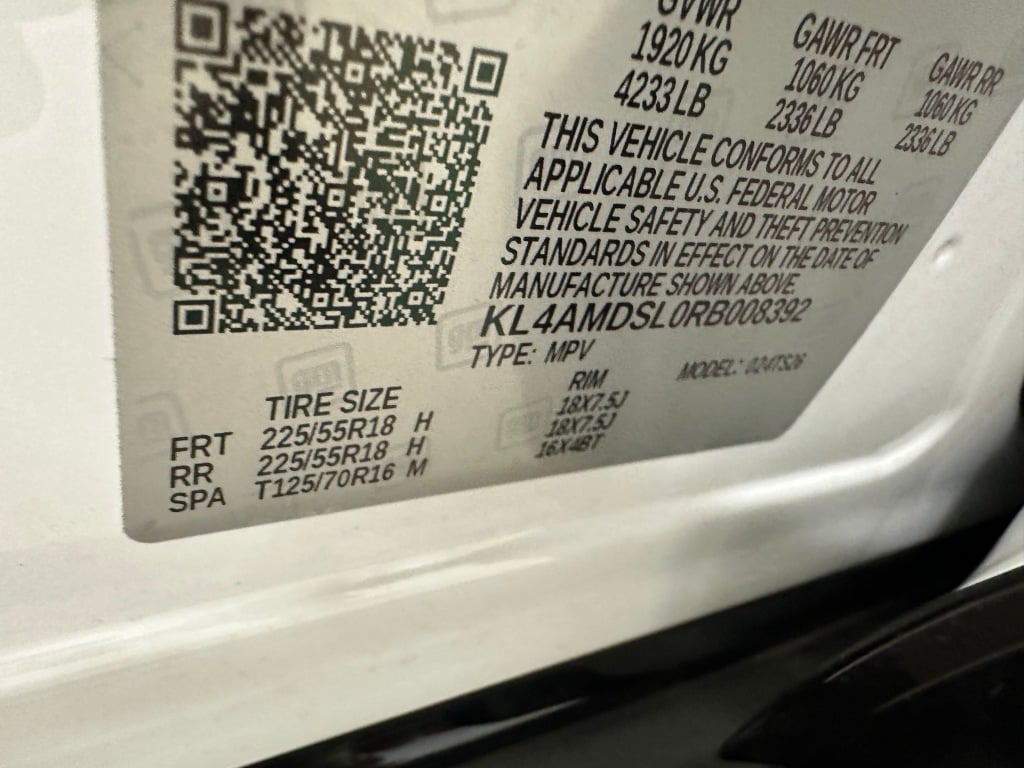 GVWR GAWR FRT GAWR RR
1920 KG 1060 KG 1060 KG
4233 LB 2336 LB 2336 LB
THIS VEHICLE CONFORMS TO ALL
APPLICABLE U.S. FEDERAL MOTOR
VEHICLE SAFETY AND THEFT PREVENTION
STANDARDS IN EFFECT ON THE DATE OF
MANUFACTURE SHOWN ABOVE
KL4AMDSL0RB008392
TYPE: MPV MODEL: 024TS26
TIRE SIZE RIM
FRT 225/55R18 H 18X7.5J
RR 225/55R18 H 18X7.5J
SPA T125/70R16 M 16X4BT